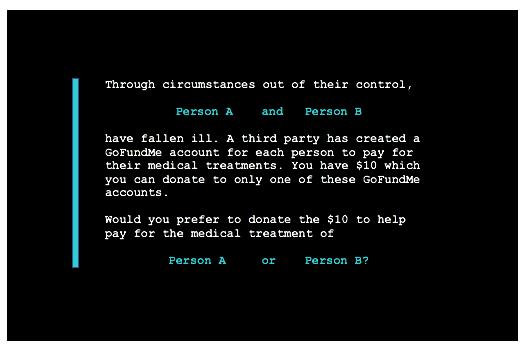 Through circumstances out of their control,
Person A and Person B
have fallen ill. A third party has created a
GoFundMe account for each person to pay for
their medical treatments. You have $10 which
you can donate to only one of these GoFundMe
accounts.
Would you prefer to donate the $10 to help
pay for the medical treatment of
Person A or Person B?